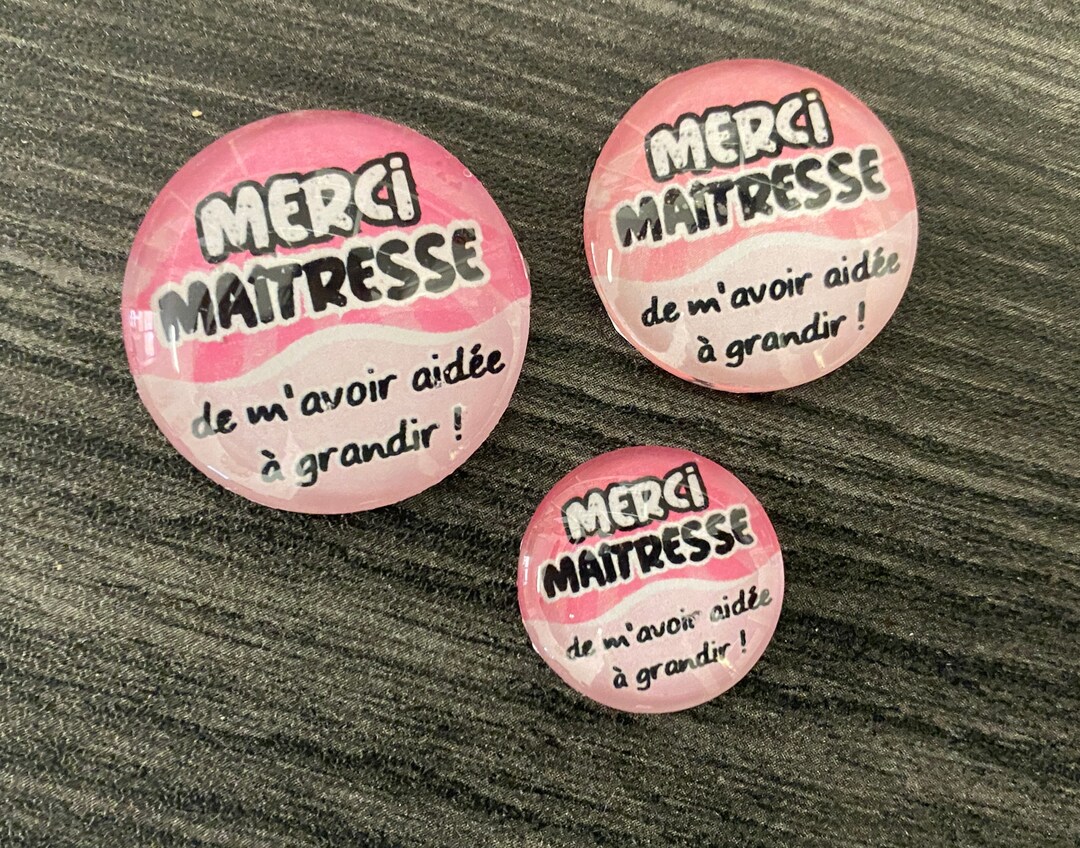 MERCi
MAITRESSE
de m'avoir aidée
à grandir !
MERCi
MAITRESSE
de m'avoir aidée
à grandir !
MERCi
MAITRESSE
de m'avoir aidée
à grandir !